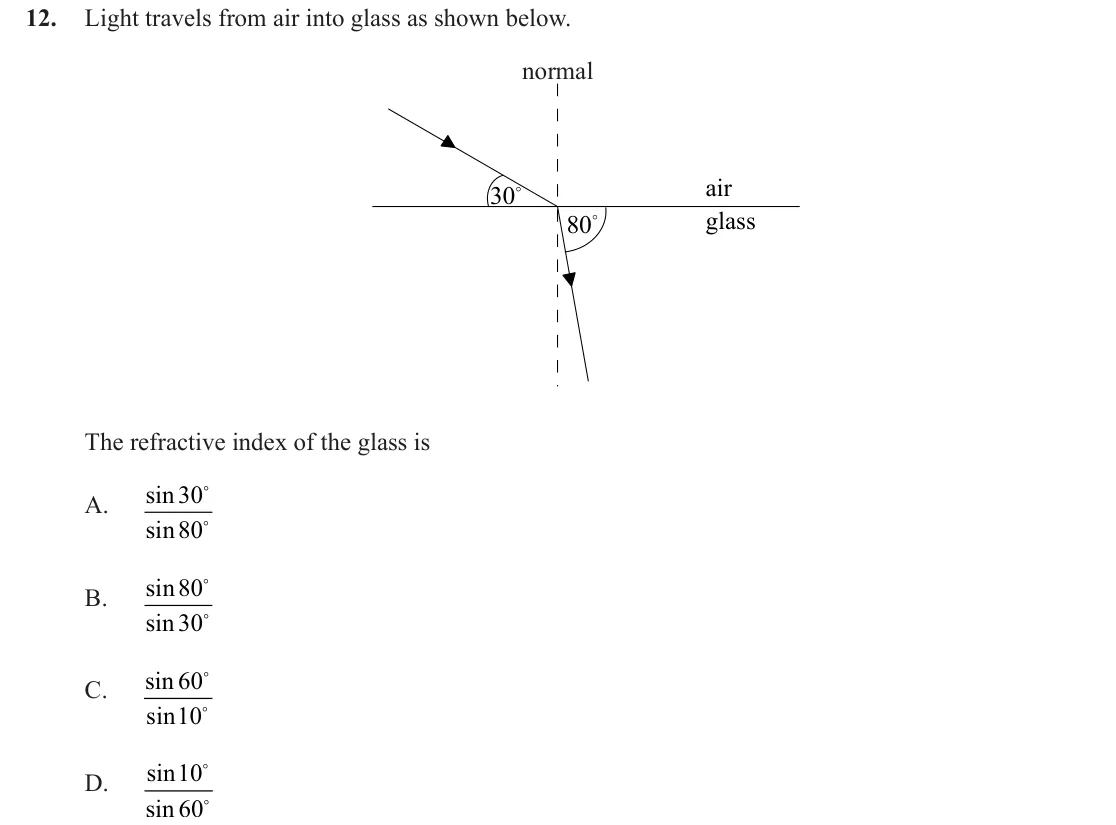 12. Light travels from air into glass as shown below.
normal
30°
air
80°
glass
The refractive index of the glass is
A. sin 30°
sin 80°
B. sin 80°
sin 30°
C. sin 60°
sin 10°
D. sin 10°
sin 60°